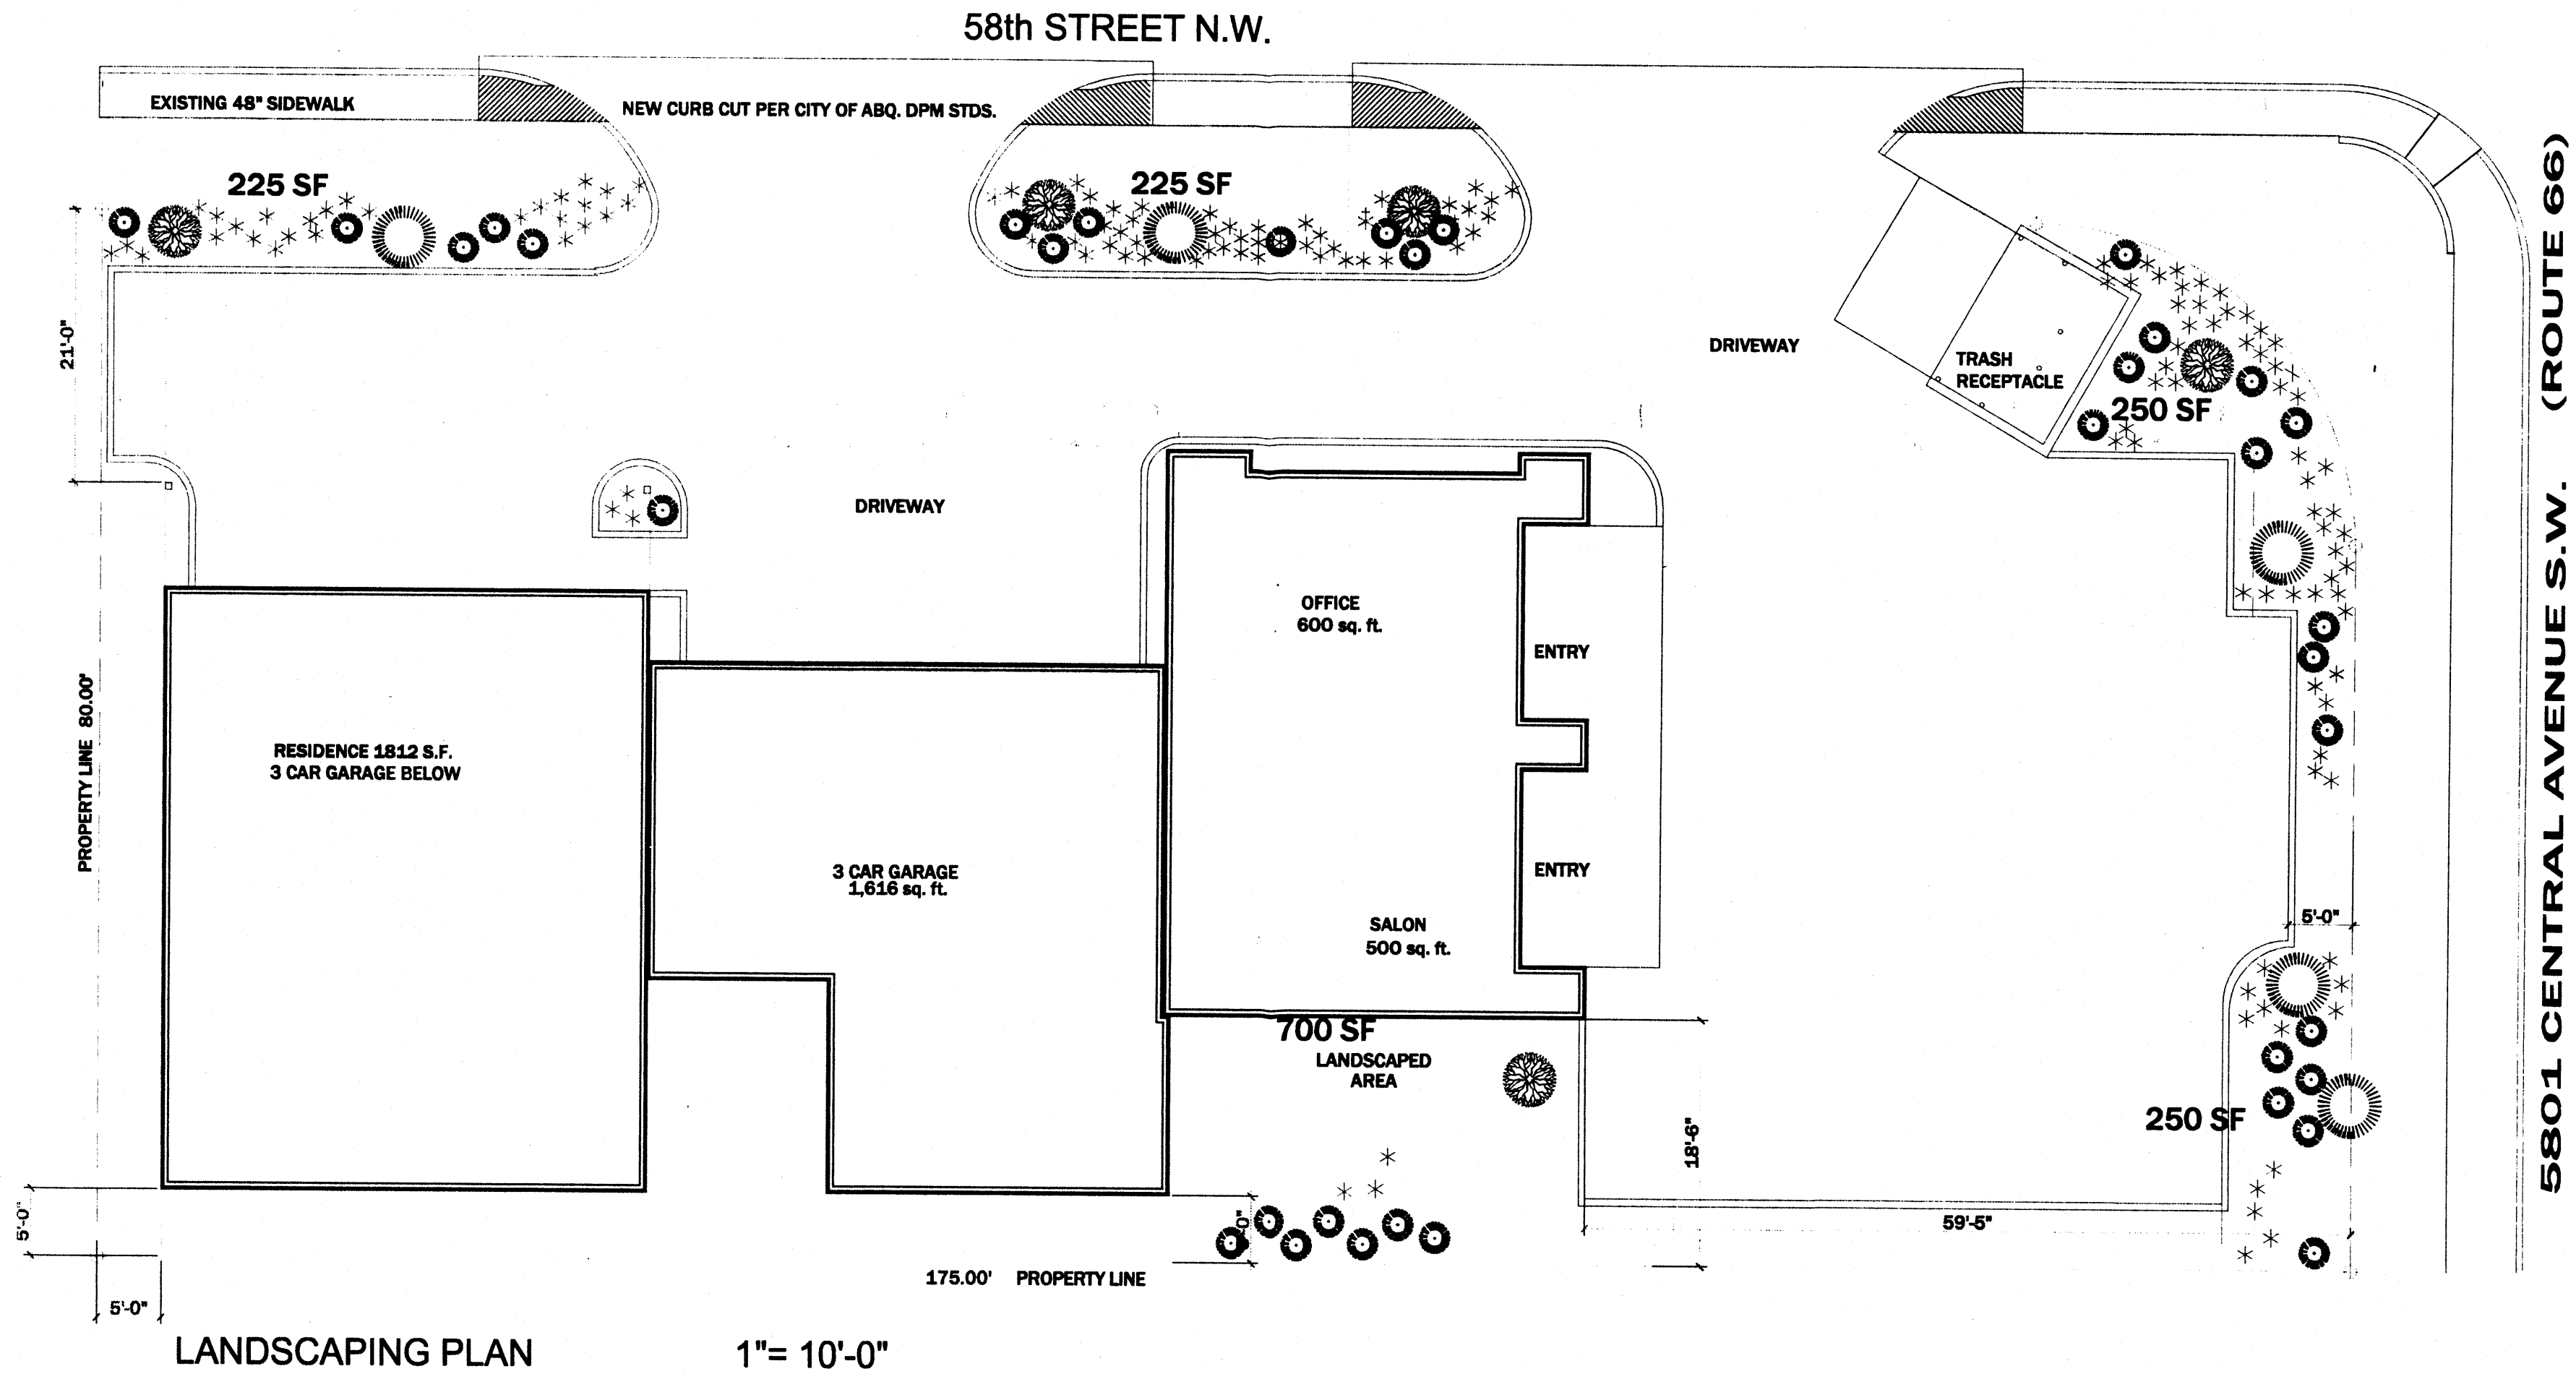 58th STREET N.W.
EXISTING 48" SIDEWALK
NEW CURB CUT PER CITY OF ABQ. DPM STDS.
225 SF
225 SF
21'-0"
DRIVEWAY
TRASH
RECEPTACLE
250 SF
DRIVEWAY
OFFICE
600 sq. ft.
ENTRY
PROPERTY LINE 80.00'
RESIDENCE 1812 S.F.
3 CAR GARAGE BELOW
3 CAR GARAGE
1,616 sq. ft.
ENTRY
SALON
500 sq. ft.
5'-0"
700 SF
LANDSCAPED
AREA
18'-6"
250 SF
5'-0"
59'-5"
175.00' PROPERTY LINE
5'-0"
LANDSCAPING PLAN
1"= 10'-0"
5801 CENTRAL AVENUE S.W. (ROUTE 66)